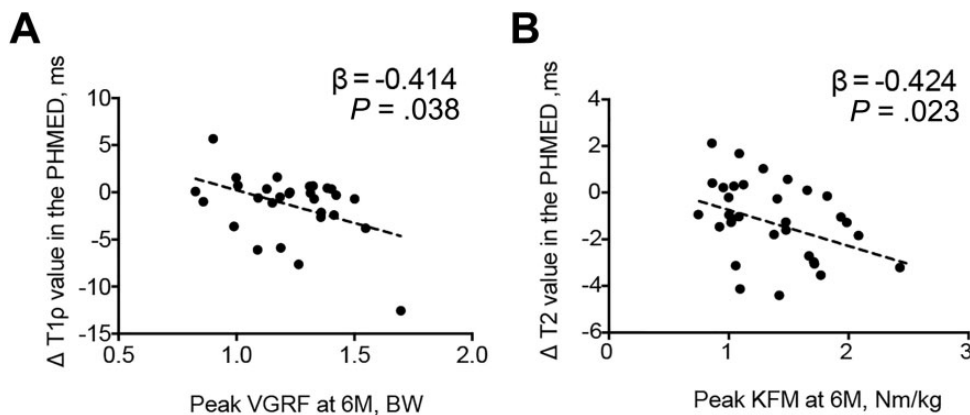 A
β = -0.414
P = .038
Δ T1ρ value in the PHMED, ms
10
5
0
-5
-10
-15
0.5
1.0
1.5
2.0
Peak VGRF at 6M, BW
B
β = -0.424
P = .023
Δ T2 value in the PHMED ,ms
4
2
0
-2
-4
-6
0
1
2
3
Peak KFM at 6M, Nm/kg